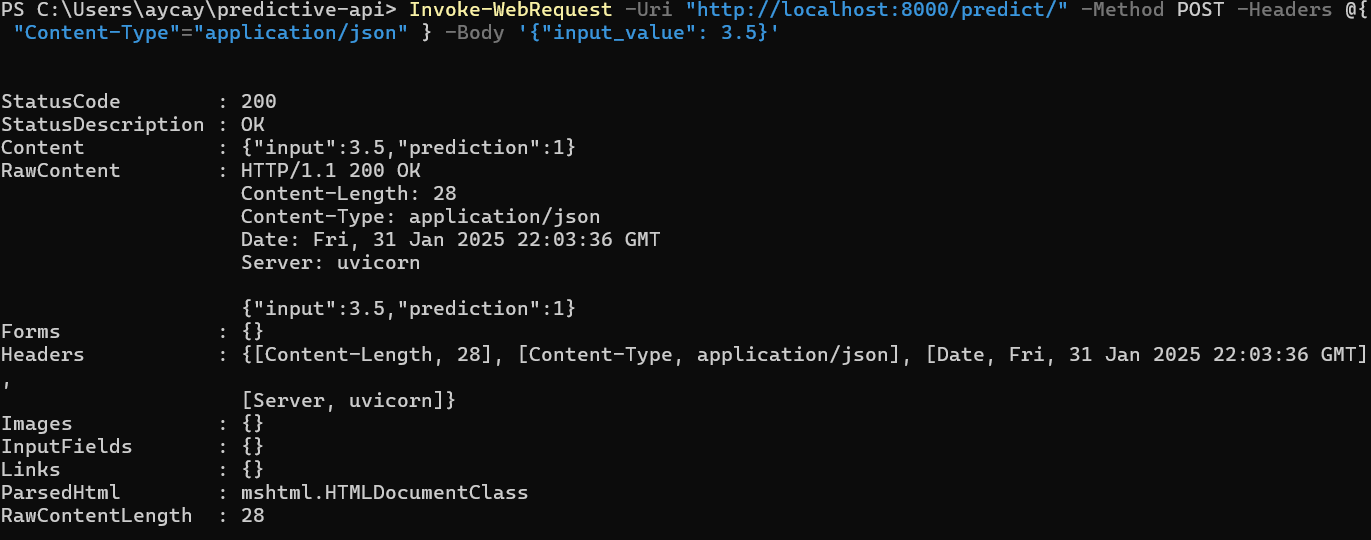 PS C:\Users\aycay\predictive-api> Invoke-WebRequest -Uri "http://localhost:8000/predict/" -Method POST -Headers @{
 "Content-Type"="application/json" } -Body '{"input_value": 3.5}'
StatusCode        : 200
StatusDescription : OK
Content           : {"input":3.5,"prediction":1}
RawContent        : HTTP/1.1 200 OK
                    Content-Length: 28
                    Content-Type: application/json
                    Date: Fri, 31 Jan 2025 22:03:36 GMT
                    Server: uvicorn
                    {"input":3.5,"prediction":1}
Forms             : {}
Headers           : {[Content-Length, 28], [Content-Type, application/json], [Date, Fri, 31 Jan 2025 22:03:36 GMT]
,
                    [Server, uvicorn]}
Images            : {}
InputFields       : {}
Links             : {}
ParsedHtml        : mshtml.HTMLDocumentClass
RawContentLength  : 28